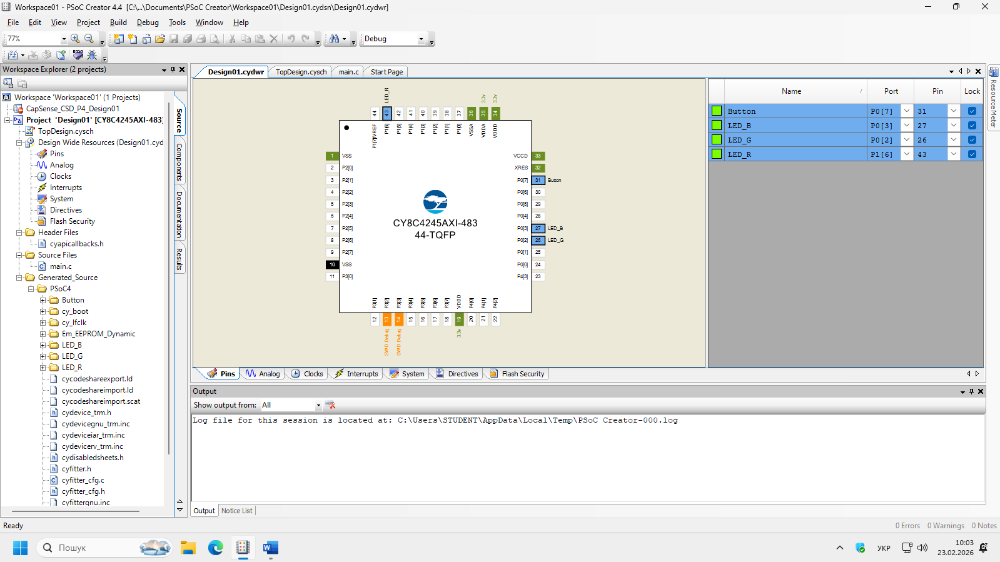 Workspace01 - PSoC Creator 4.4 [C:\...\Documents\PSoC Creator\Workspace01\Design01.cydsn\Design01.cydwr]
File Edit View Project Build Debug Tools Window Help
77%
Debug
Workspace Explorer (2 projects)
Workspace 'Workspace01' (1 Projects)
CapSense_CSD_P4_Design01
Project 'Design01' [CY8C4245AXI-483]
TopDesign.cysch
Design Wide Resources (Design01.cyd
Pins
Analog
Clocks
Interrupts
System
Directives
Flash Security
Header Files
cyapicallbacks.h
Source Files
main.c
Generated_Source
PSoC4
Button
cy_boot
cy_lfclk
Em_EEPROM_Dynamic
LED_B
LED_G
LED_R
cycodeshareexport.ld
cycodeshareimport.ld
cycodeshareimport.scat
cydevice_trm.h
cydevicegnu_trm.inc
cydeviceiar_trm.inc
cydevicerv_trm.inc
cydisabledsheets.h
cyfitter.h
cyfitter_cfg.c
cyfitter_cfg.h
cyfittergnu.inc
Source
Components
Documentation
Results
Design01.cydwr TopDesign.cysch main.c Start Page
LED_R 3.3v 3.3v
44 43 42 41 40 39 38 37 36 35 34
P1[7]/VREF P1[6] P1[5] P1[4] P1[3] P1[2] P1[1] P1[0] VSSA VDDA VDDD
1 VSS VCCD 33
2 P2[0] XRES 32
3 P2[1] P0[7] 31 Button
4 P2[2] P0[6] 30
5 P2[3] P0[5] 29
6 P2[4] P0[4] 28
7 P2[5] P0[3] 27 LED_B
8 P2[6] P0[2] 26 LED_G
9 P2[7] P0[1] 25
10 VSS P0[0] 24
11 P3[0] P4[3] 23
CY8C4245AXI-483
44-TQFP
P3[1] P3[2] P3[3] P3[4] P3[5] P3[6] P3[7] VDDD P4[0] P4[1] P4[2]
12 13 14 15 16 17 18 19 20 21 22
SWD Debug SWD Debug 3.3v
Name Port Pin Lock
Button P0[7] 31
LED_B P0[3] 27
LED_G P0[2] 26
LED_R P1[6] 43
Resource Meter
Pins Analog Clocks Interrupts System Directives Flash Security
Output
Show output from: All
Log file for this session is located at: C:\Users\STUDENT\AppData\Local\Temp\PSoC Creator-000.log
Output Notice List
Ready 0 Errors 0 Warnings 0 Notes
Пошук
УКР
10:03
23.02.2026